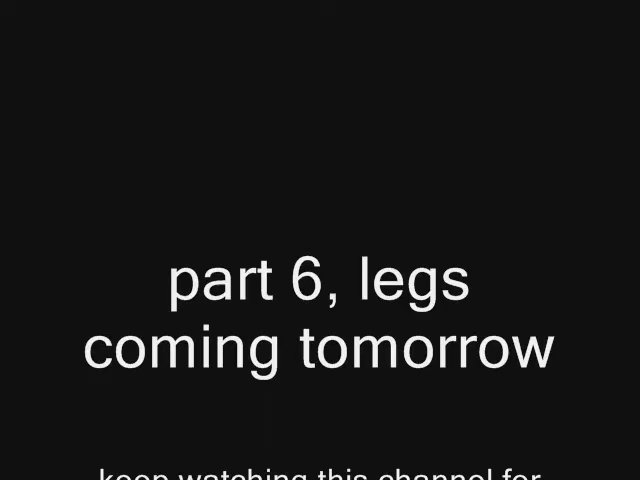 part 6, legs
coming tomorrow
keep watching this channel for